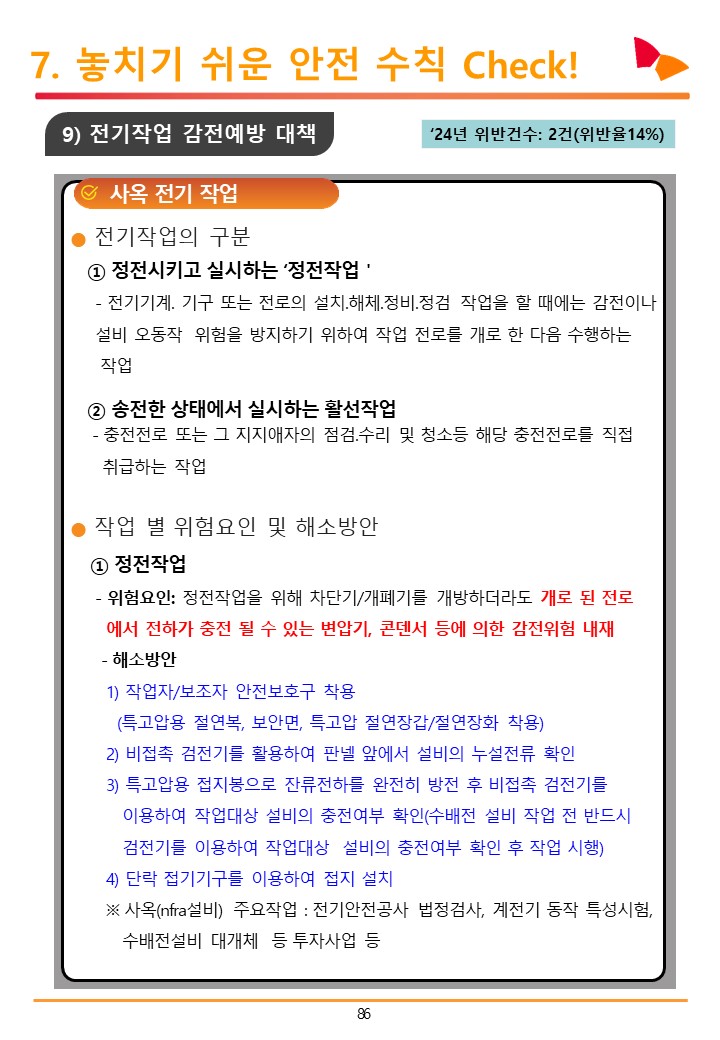 7. 놓치기 쉬운 안전 수칙 Check!
9) 전기작업 감전예방 대책
‘24년 위반건수: 2건(위반율14%)
사옥 전기 작업
● 전기작업의 구분
① 정전시키고 실시하는 ‘정전작업 '
- 전기기계. 기구 또는 전로의 설치.해체.정비.정검 작업을 할 때에는 감전이나
설비 오동작 위험을 방지하기 위하여 작업 전로를 개로 한 다음 수행하는
작업
② 송전한 상태에서 실시하는 활선작업
- 충전전로 또는 그 지지애자의 점검.수리 및 청소등 해당 충전전로를 직접
취급하는 작업
● 작업 별 위험요인 및 해소방안
① 정전작업
- 위험요인: 정전작업을 위해 차단기/개폐기를 개방하더라도 개로 된 전로
에서 전하가 충전 될 수 있는 변압기, 콘덴서 등에 의한 감전위험 내재
- 해소방안
1) 작업자/보조자 안전보호구 착용
(특고압용 절연복, 보안면, 특고압 절연장갑/절연장화 착용)
2) 비접촉 검전기를 활용하여 판넬 앞에서 설비의 누설전류 확인
3) 특고압용 접지봉으로 잔류전하를 완전히 방전 후 비접촉 검전기를
이용하여 작업대상 설비의 충전여부 확인(수배전 설비 작업 전 반드시
검전기를 이용하여 작업대상 설비의 충전여부 확인 후 작업 시행)
4) 단락 접기기구를 이용하여 접지 설치
※ 사옥(nfra설비) 주요작업 : 전기안전공사 법정검사, 계전기 동작 특성시험,
수배전설비 대개체 등 투자사업 등
86